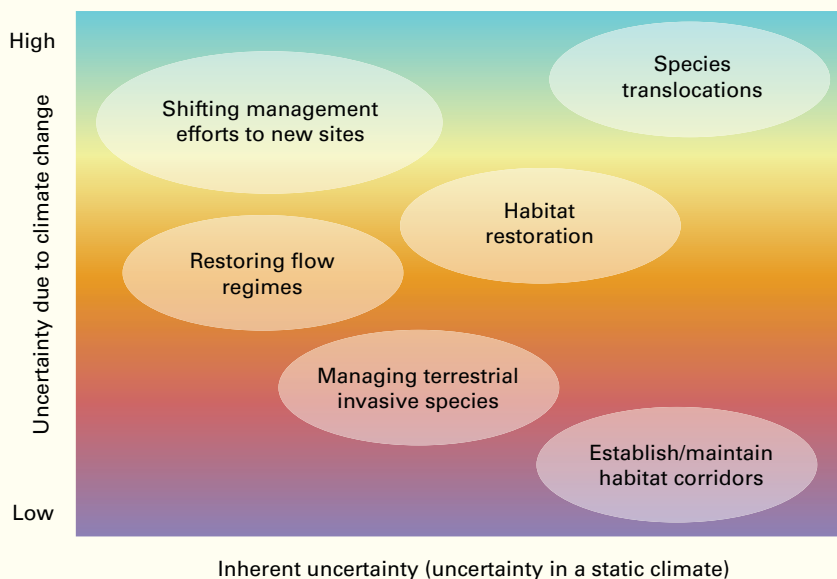 High
Species
translocations
Shifting management
efforts to new sites
Uncertainty due to climate change
Habitat
restoration
Restoring flow
regimes
Managing terrestrial
invasive species
Establish/maintain
habitat corridors
Low
Inherent uncertainty (uncertainty in a static climate)